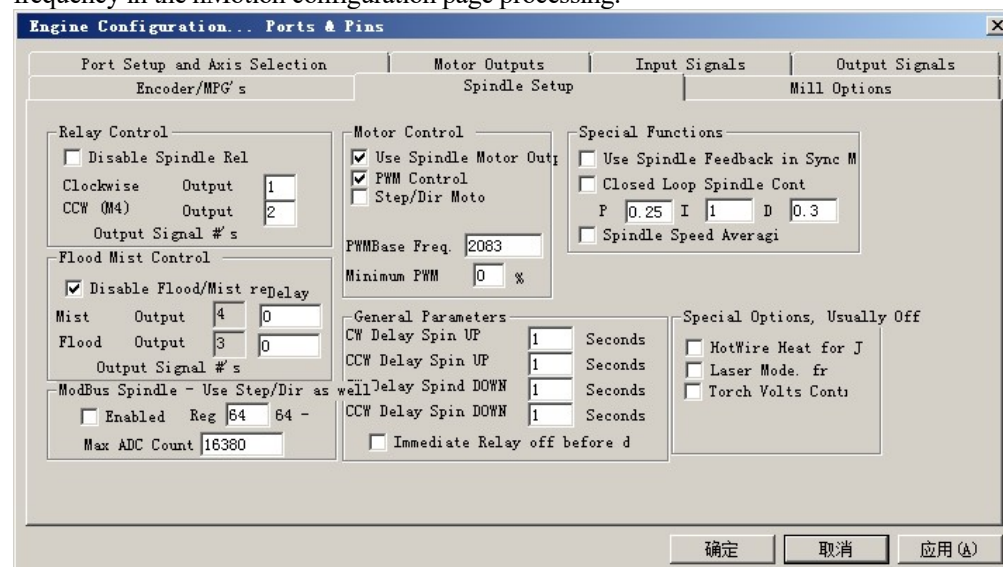 frequency in the nMotion configuration page processing.
Engine Configuration... Ports & Pins
Port Setup and Axis Selection Motor Outputs Input Signals Output Signals
Encoder/MPG's Spindle Setup Mill Options
Relay Control
Disable Spindle Rel
Clockwise Output 1
CCW (M4) Output 2
Output Signal #'s
Flood Mist Control
Disable Flood/Mist re Delay
Mist Output 4 0
Flood Output 3 0
Output Signal #'s
ModBus Spindle - Use Step/Dir as well
Enabled Reg 64 64 -
Max ADC Count 16380
Motor Control
Use Spindle Motor Out
PWM Control
Step/Dir Moto
PWMBase Freq. 2083
Minimum PWM 0 %
General Parameters
CW Delay Spin UP 1 Seconds
CCW Delay Spin UP 1 Seconds
Delay Spind DOWN 1 Seconds
CCW Delay Spin DOWN 1 Seconds
Immediate Relay off before d
Special Functions
Use Spindle Feedback in Sync M
Closed Loop Spindle Cont
P 0.25 I 1 D 0.3
Spindle Speed Averagi
Special Options, Usually Off
HotWire Heat for J
Laser Mode. fr
Torch Volts Cont
确定 取消 应用(A)